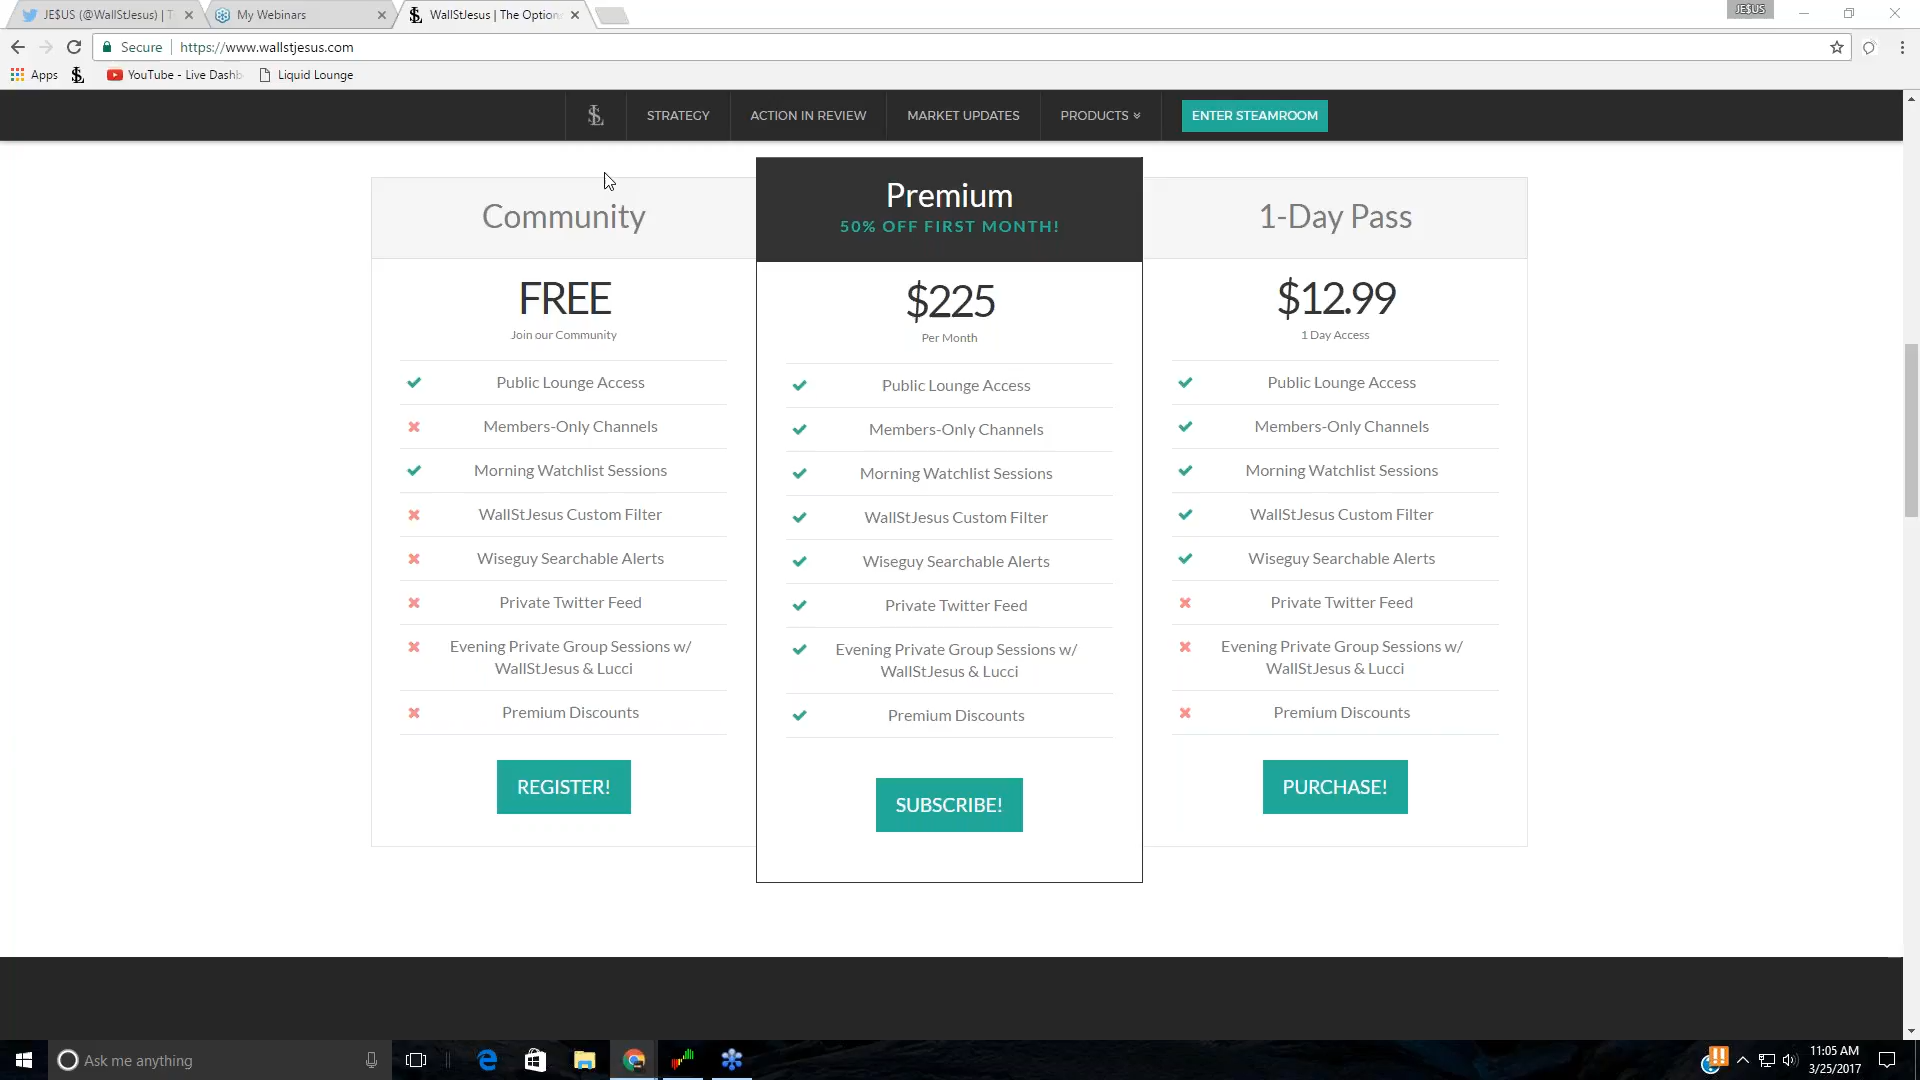 JE$US (@WallStJesus) | T
My Webinars
WallStJesus | The Option
JE$US
Secure
https://www.wallstjesus.com
Apps
YouTube - Live Dashb
Liquid Lounge
STRATEGY
ACTION IN REVIEW
MARKET UPDATES
PRODUCTS
ENTER STEAMROOM
Community
FREE
Join our Community
Public Lounge Access
Members-Only Channels
Morning Watchlist Sessions
WallStJesus Custom Filter
Wiseguy Searchable Alerts
Private Twitter Feed
Evening Private Group Sessions w/
WallStJesus & Lucci
Premium Discounts
REGISTER!
Premium
50% OFF FIRST MONTH!
$225
Per Month
Public Lounge Access
Members-Only Channels
Morning Watchlist Sessions
WallStJesus Custom Filter
Wiseguy Searchable Alerts
Private Twitter Feed
Evening Private Group Sessions w/
WallStJesus & Lucci
Premium Discounts
SUBSCRIBE!
1-Day Pass
$12.99
1 Day Access
Public Lounge Access
Members-Only Channels
Morning Watchlist Sessions
WallStJesus Custom Filter
Wiseguy Searchable Alerts
Private Twitter Feed
Evening Private Group Sessions w/
WallStJesus & Lucci
Premium Discounts
PURCHASE!
Ask me anything
11:05 AM
3/25/2017